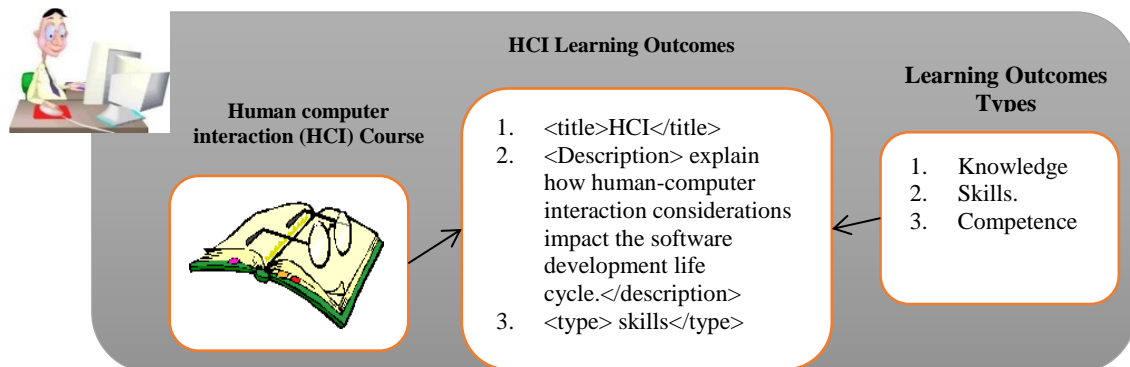 HCI Learning Outcomes
Human computer
interaction (HCI) Course
1. <title>HCI</title>
2. <Description> explain
how human-computer
interaction considerations
impact the software
development life
cycle.</description>
3. <type> skills</type>
Learning Outcomes
Types
1. Knowledge
2. Skills.
3. Competence